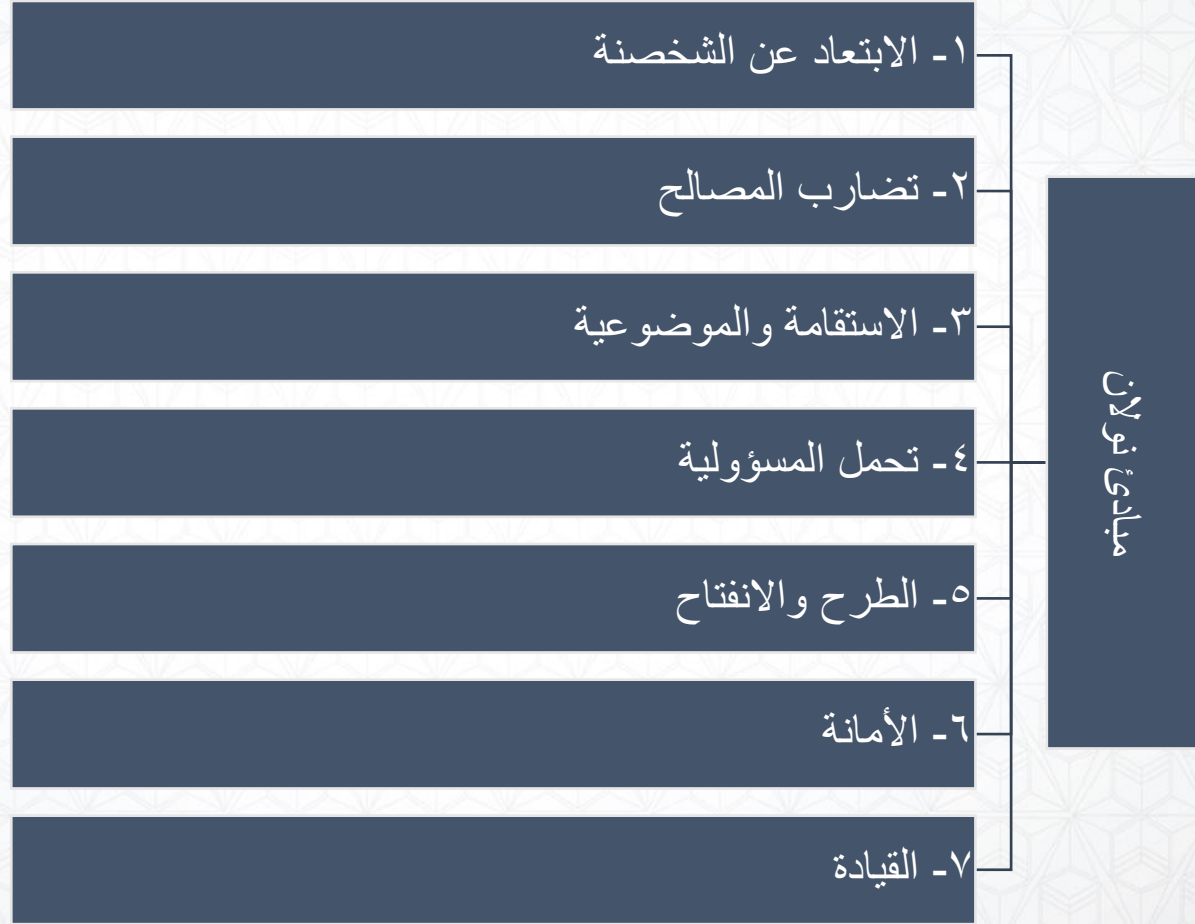 مبادئ نولان
١- الابتعاد عن الشخصنة
٢- تضارب المصالح
٣- الاستقامة والموضوعية
٤- تحمل المسؤولية
٥- الطرح والانفتاح
٦- الأمانة
٧- القيادة